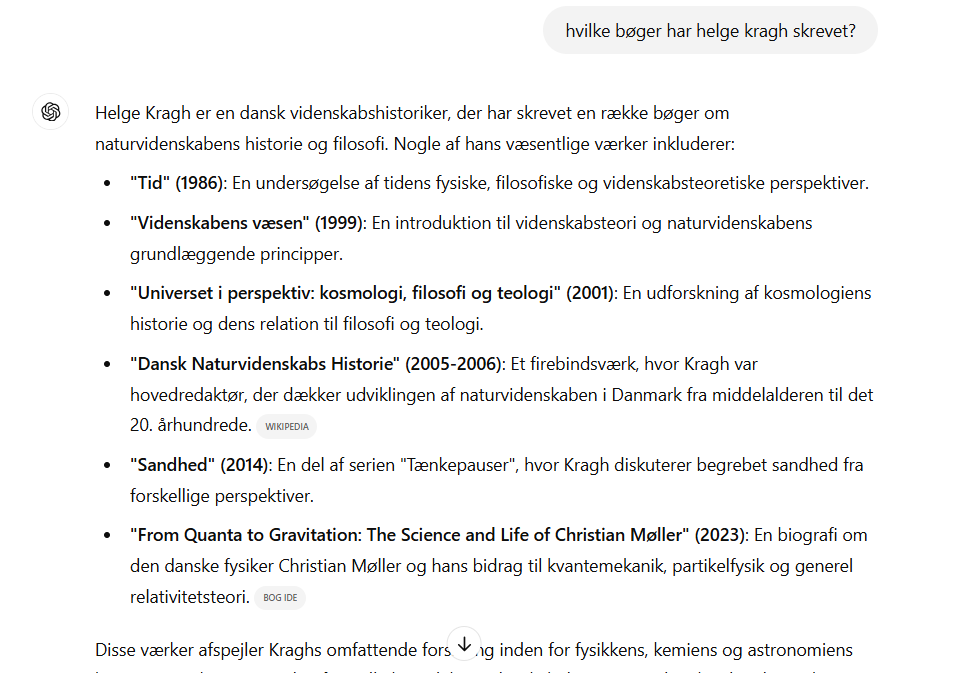 hvilke bøger har helge kragh skrevet?
Helge Kragh er en dansk videnskabshistoriker, der har skrevet en række bøger om
naturvidenskabens historie og filosofi. Nogle af hans væsentlige værker inkluderer:
• "Tid" (1986): En undersøgelse af tidens fysiske, filosofiske og videnskabsteoretiske perspektiver.
• "Videnskabens væsen" (1999): En introduktion til videnskabsteori og naturvidenskabens
grundlæggende principper.
• "Universet i perspektiv: kosmologi, filosofi og teologi" (2001): En udforskning af kosmologiens
historie og dens relation til filosofi og teologi.
• "Dansk Naturvidenskabs Historie" (2005-2006): Et firebindsværk, hvor Kragh var
hovedredaktør, der dækker udviklingen af naturvidenskaben i Danmark fra middelalderen til det
20. århundrede. WIKIPEDIA
• "Sandhed" (2014): En del af serien "Tænkepauser", hvor Kragh diskuterer begrebet sandhed fra
forskellige perspektiver.
• "From Quanta to Gravitation: The Science and Life of Christian Møller" (2023): En biografi om
den danske fysiker Christian Møller og hans bidrag til kvantemekanik, partikelfysik og generel
relativitetsteori. BOG IDE
Disse værker afspejler Kraghs omfattende inden for fysikkens, kemiens og astronomiens